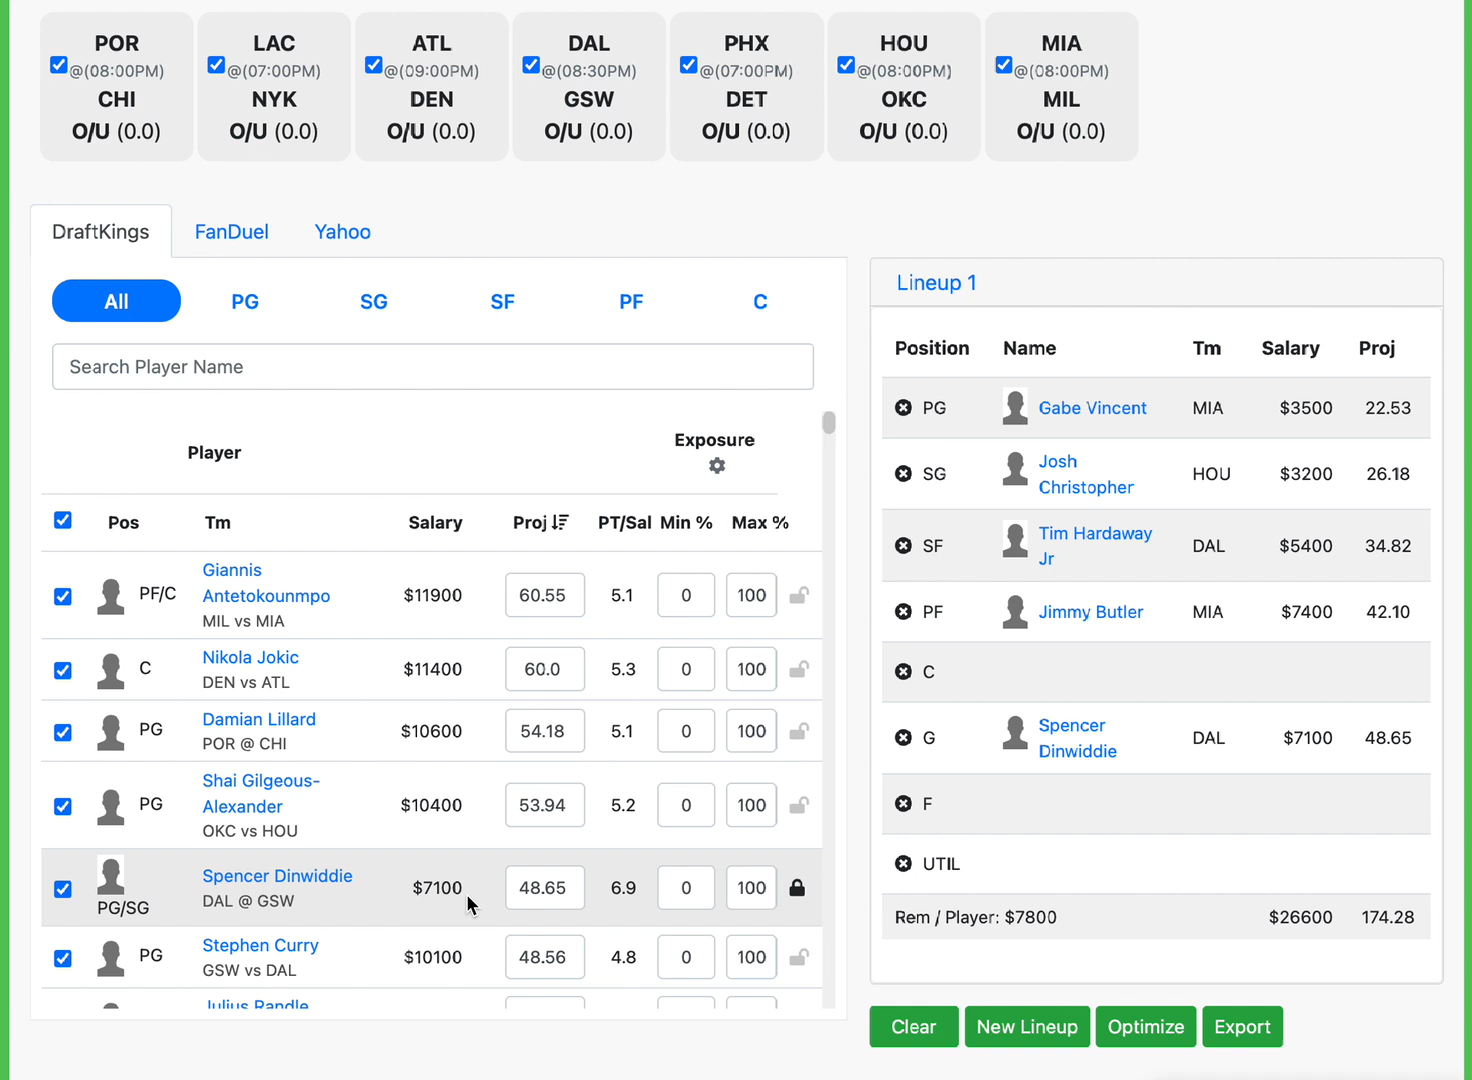 POR LAC ATL DAL PHX HOU MIA
@(08:00PM) @(07:00PM) @(09:00PM) @(08:30PM) @(07:00PM) @(08:00PM) @(08:00PM)
CHI NYK DEN GSW DET OKC MIL
O/U (0.0) O/U (0.0) O/U (0.0) O/U (0.0) O/U (0.0) O/U (0.0) O/U (0.0)
DraftKings FanDuel Yahoo
All PG SG SF PF C
Search Player Name
Player Exposure
Pos Tm Salary Proj PT/Sal Min % Max %
Giannis
PF/C Antetokounmpo $11900 60.55 5.1 0 100
MIL vs MIA
Nikola Jokic
C $11400 60.0 5.3 0 100
DEN vs ATL
Damian Lillard
PG $10600 54.18 5.1 0 100
POR @ CHI
Shai Gilgeous-
PG Alexander $10400 53.94 5.2 0 100
OKC vs HOU
Spencer Dinwiddie
$7100 48.65 6.9 0 100
PG/SG DAL @ GSW
Stephen Curry
PG $10100 48.56 4.8 0 100
GSW vs DAL
Julius Randle
Lineup 1
Position Name Tm Salary Proj
PG Gabe Vincent MIA $3500 22.53
Josh
SG HOU $3200 26.18
Christopher
Tim Hardaway
SF DAL $5400 34.82
Jr
PF Jimmy Butler MIA $7400 42.10
C
Spencer
G DAL $7100 48.65
Dinwiddie
F
UTIL
Rem / Player: $7800 $26600 174.28
Clear New Lineup Optimize Export